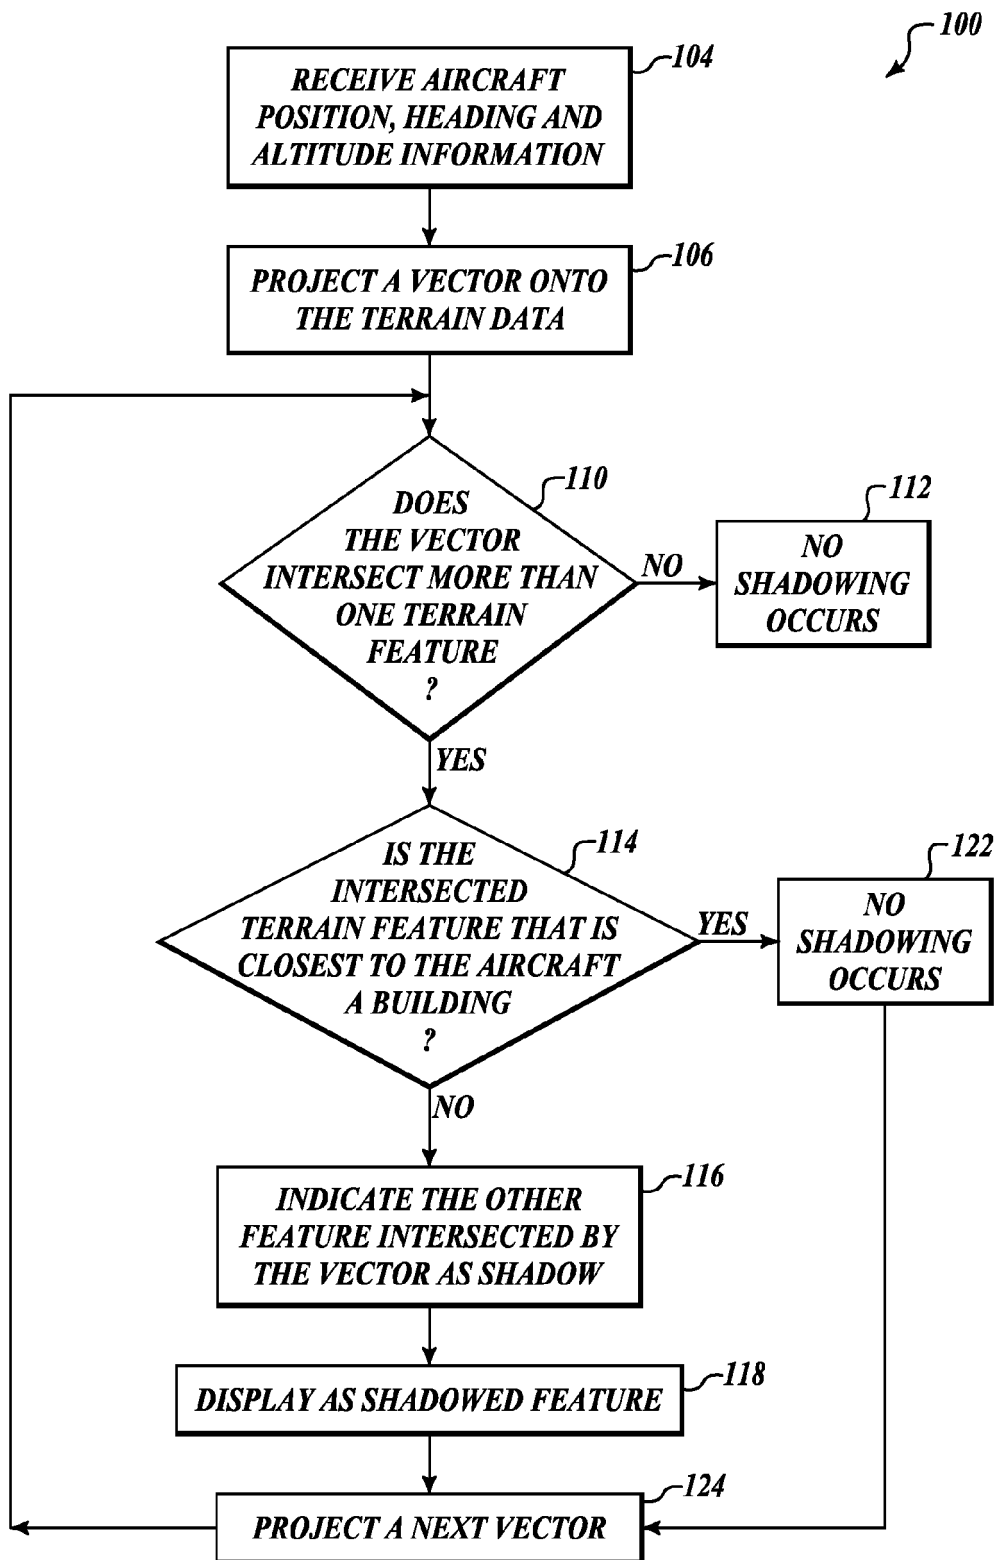 100
104
RECEIVE AIRCRAFT
POSITION, HEADING AND
ALTITUDE INFORMATION
106
PROJECT A VECTOR ONTO
THE TERRAIN DATA
110
DOES
THE VECTOR
INTERSECT MORE THAN
ONE TERRAIN
FEATURE
?
NO
112
NO
SHADOWING
OCCURS
YES
114
IS THE
INTERSECTED
TERRAIN FEATURE THAT IS
CLOSEST TO THE AIRCRAFT
A BUILDING
?
YES
122
NO
SHADOWING
OCCURS
NO
116
INDICATE THE OTHER
FEATURE INTERSECTED BY
THE VECTOR AS SHADOW
118
DISPLAY AS SHADOWED FEATURE
124
PROJECT A NEXT VECTOR